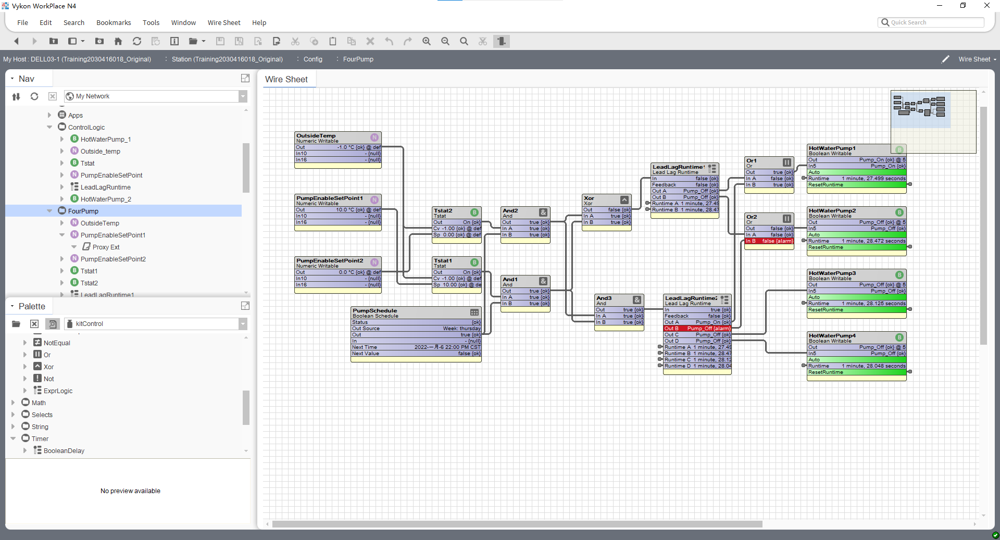 Vykon WorkPlace N4
File Edit Search Bookmarks Tools Window Wire Sheet Help
Quick Search
My Host : DELL03-1 (Training2030416018_Original) : Station (Training2030416018_Original) : Config : FourPump
Wire Sheet
Nav
My Network
Apps
ControlLogic
HotWaterPump_1
Outside_temp
Tstat
PumpEnableSetPoint
LeadLagRuntime
HotWaterPump_2
FourPump
OutsideTemp
PumpEnableSetPoint1
Proxy Ext
PumpEnableSetPoint2
Tstat1
Tstat2
LeadLagRuntime1
Palette
kitControl
NotEqual
Or
Xor
Not
ExprLogic
Math
Selects
String
Timer
BooleanDelay
No preview available
Wire Sheet
OutsideTemp
Numeric Writable
Out -1.0 °C {ok} @ def
In10 - {null}
In16 - {null}
PumpEnableSetPoint1
Numeric Writable
Out 10.0 °C {ok} @ def
In10 - {null}
In16 - {null}
PumpEnableSetPoint2
Numeric Writable
Out 0.0 °C {ok} @ def
In10 - {null}
In16 - {null}
PumpSchedule
Boolean Schedule
Status {ok}
Out Source Week: thursday
Out true {ok}
In - {null}
Next Time 2022-一月-6 22:00 PM CST
Next Value false {ok}
Tstat2
Tstat
Out On {ok}
Cv -1.00 {ok} @ def
Sp 0.00 {ok} @ def
Tstat1
Tstat
Out On {ok}
Cv -1.00 {ok} @ def
Sp 10.00 {ok} @ de
And2
And
Out true {ok}
In A true {ok}
In B true {ok}
And1
And
Out true {ok}
In A true {ok}
In B true {ok}
Xor
Xor
Out false {ok}
In A true {ok}
In B true {ok}
And3
And
Out true {ok}
In A true {ok}
In B true {ok}
LeadLagRuntime1
Lead Lag Runtime
In false {ok}
Feedback false {ok}
Out A Pump_Off {ok}
Out B Pump_Off {ok}
Runtime A 1 minute, 27.49
Runtime B 1 minute, 28.47
LeadLagRuntime2
Lead Lag Runtime
In true {ok}
Feedback false {ok}
Out A Pump_On {ok}
Out B Pump_Off {alarm}
Out C Pump_Off {ok}
Out D Pump_Off {ok}
Runtime A 1 minute, 27.49
Runtime B 1 minute, 28.47
Runtime C 1 minute, 28.12
Runtime D 1 minute, 28.04
Or1
Or
Out true {ok}
In A false {ok}
In B true {ok}
Or2
Or
Out false {ok}
In A false {ok}
In B false {alarm}
HotWaterPump1
Boolean Writable
Out Pump_On {ok} @ 5
In5 Pump_On {ok}
Auto
Runtime 1 minute, 27.499 seconds
ResetRuntime
HotWaterPump2
Boolean Writable
Out Pump_Off {ok} @ 5
In5 Pump_Off {ok}
Auto
Runtime 1 minute, 28.472 seconds
ResetRuntime
HotWaterPump3
Boolean Writable
Out Pump_Off {ok} @ 5
In5 Pump_Off {ok}
Auto
Runtime 1 minute, 28.125 seconds
ResetRuntime
HotWaterPump4
Boolean Writable
Out Pump_Off {ok} @ 5
In5 Pump_Off {ok}
Auto
Runtime 1 minute, 28.048 seconds
ResetRuntime